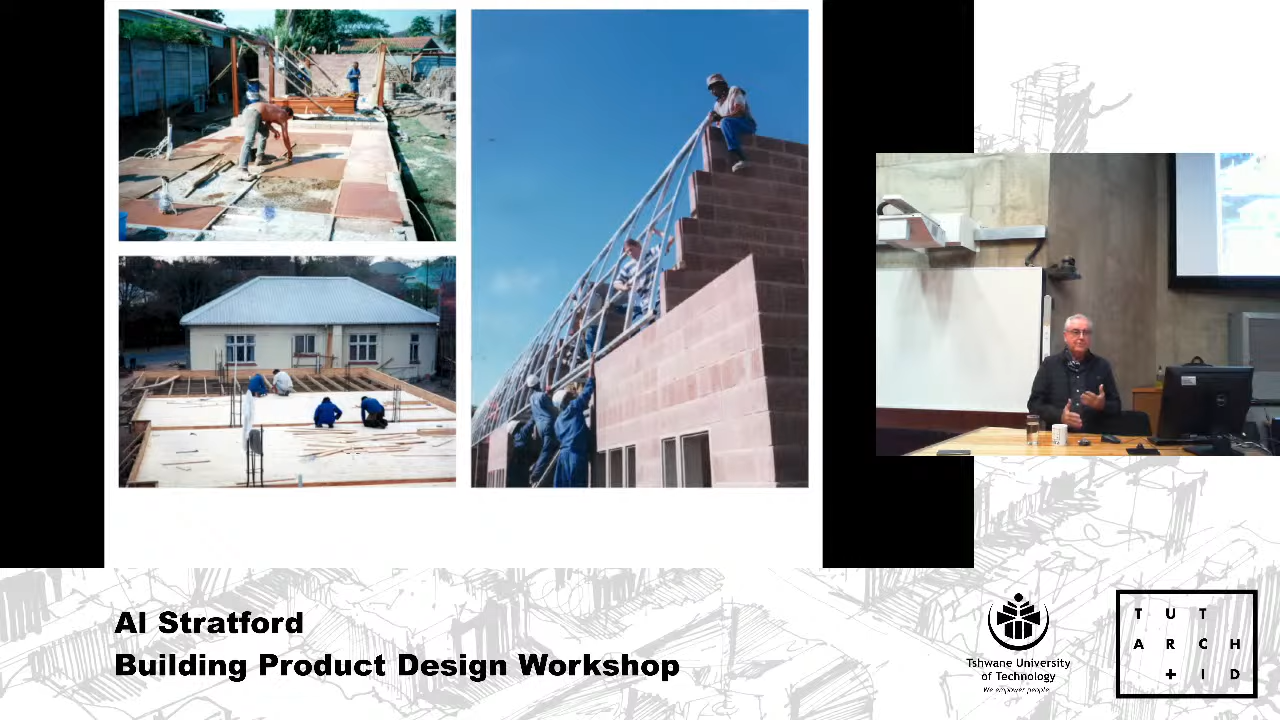 Al Stratford
Building Product Design Workshop
Tshwane University
of Technology
We empower people
T U T
A R C H
+ I D